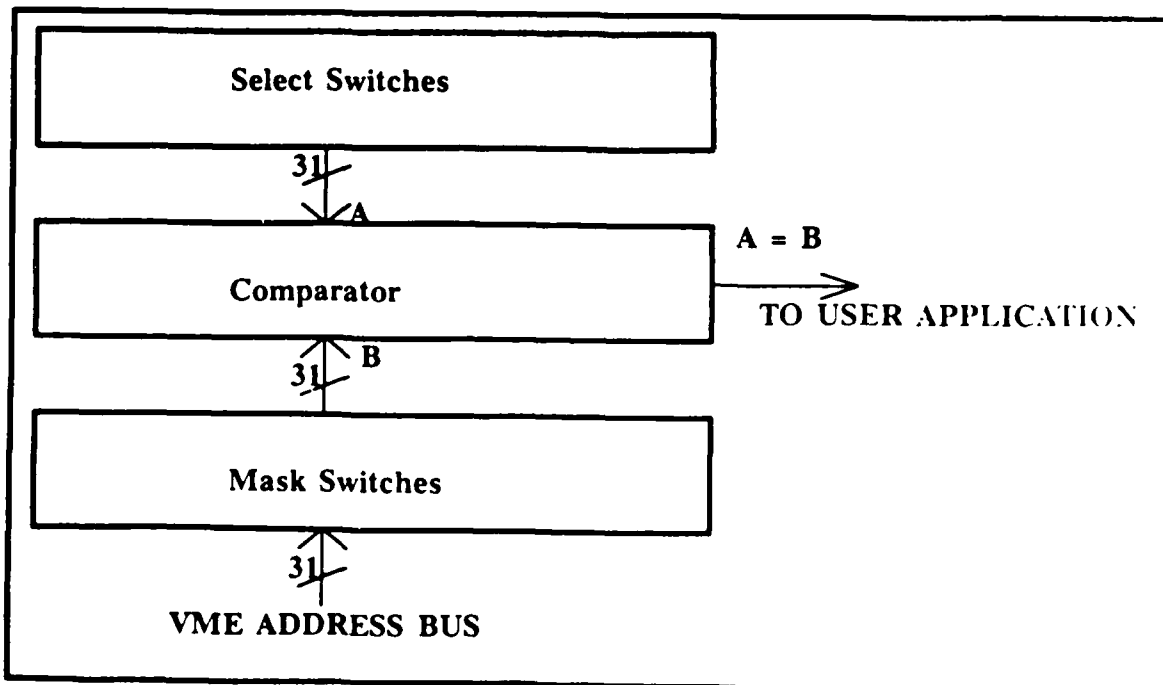 Select Switches
31
A
A = B
Comparator
TO USER APPLICATION
B
31
Mask Switches
31
VME ADDRESS BUS